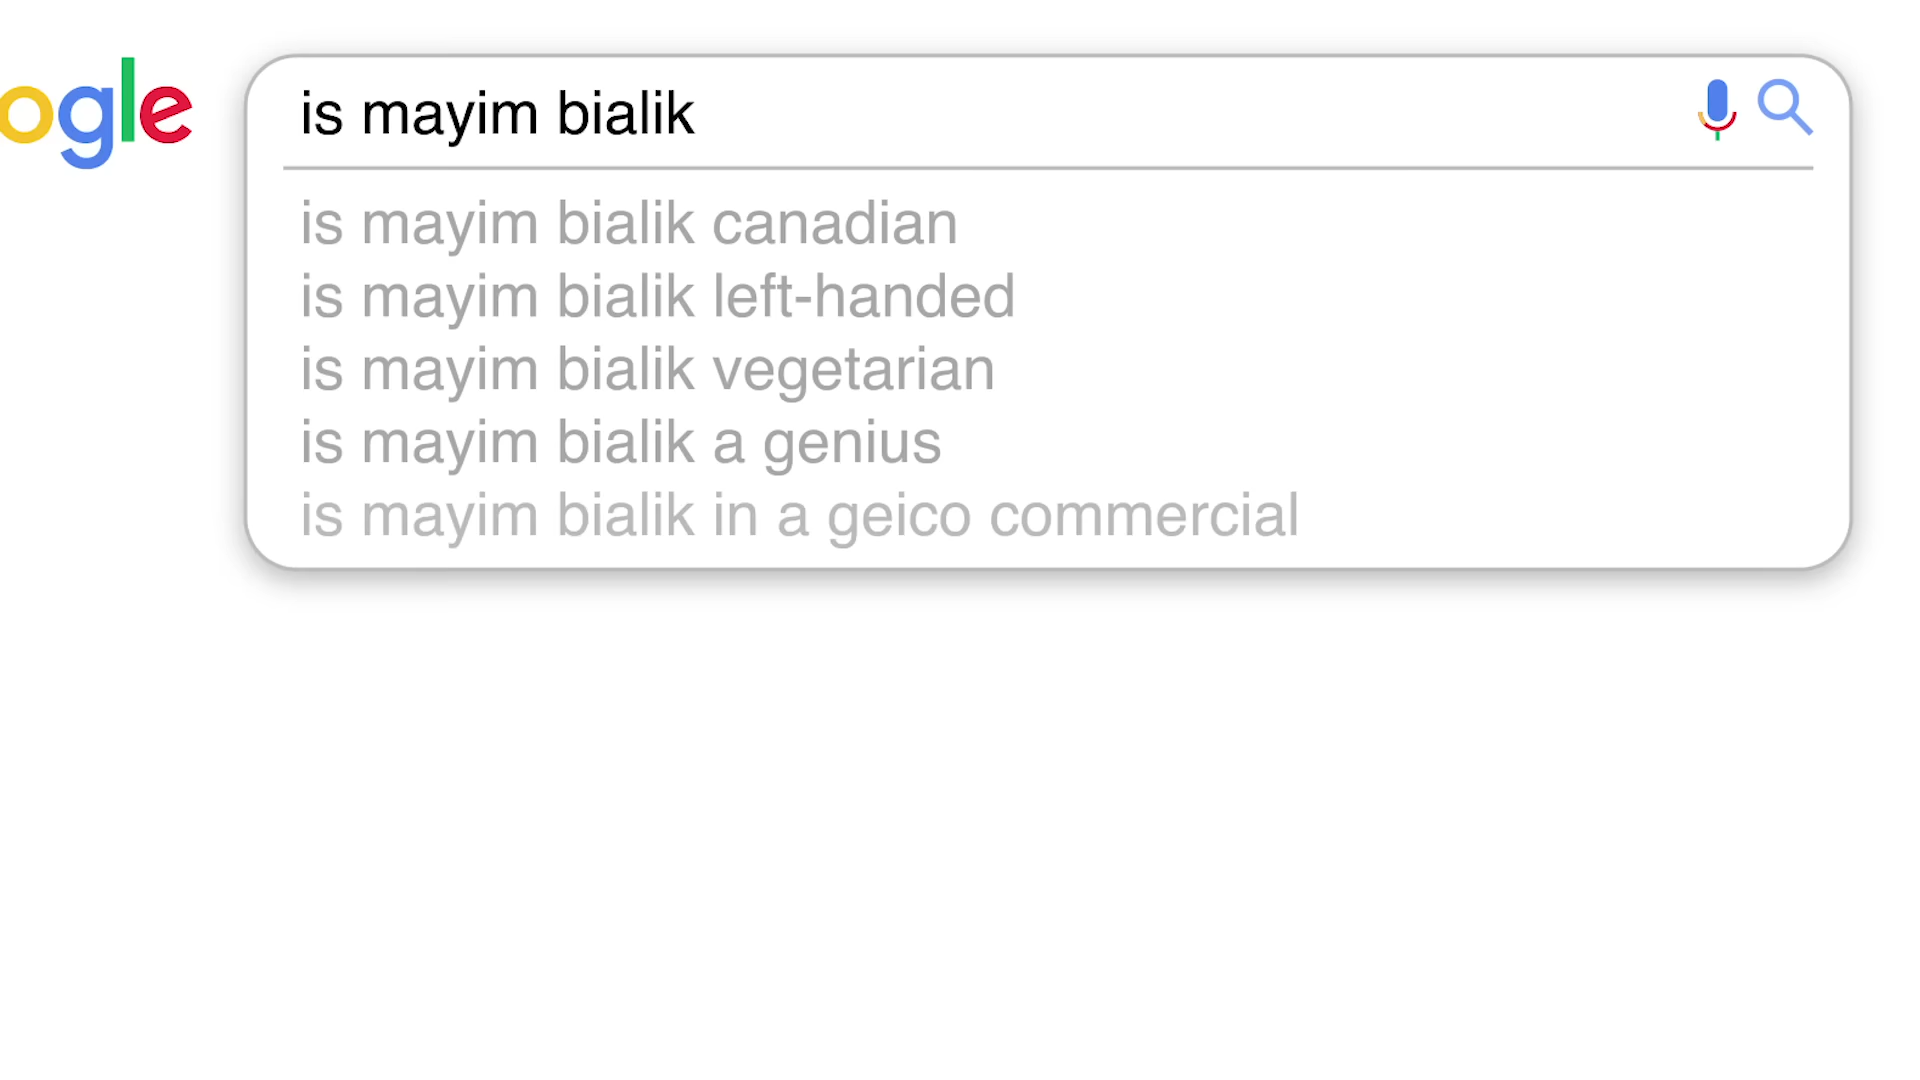 ogle
is mayim bialik
is mayim bialik canadian
is mayim bialik left-handed
is mayim bialik vegetarian
is mayim bialik a genius
is mayim bialik in a geico commercial